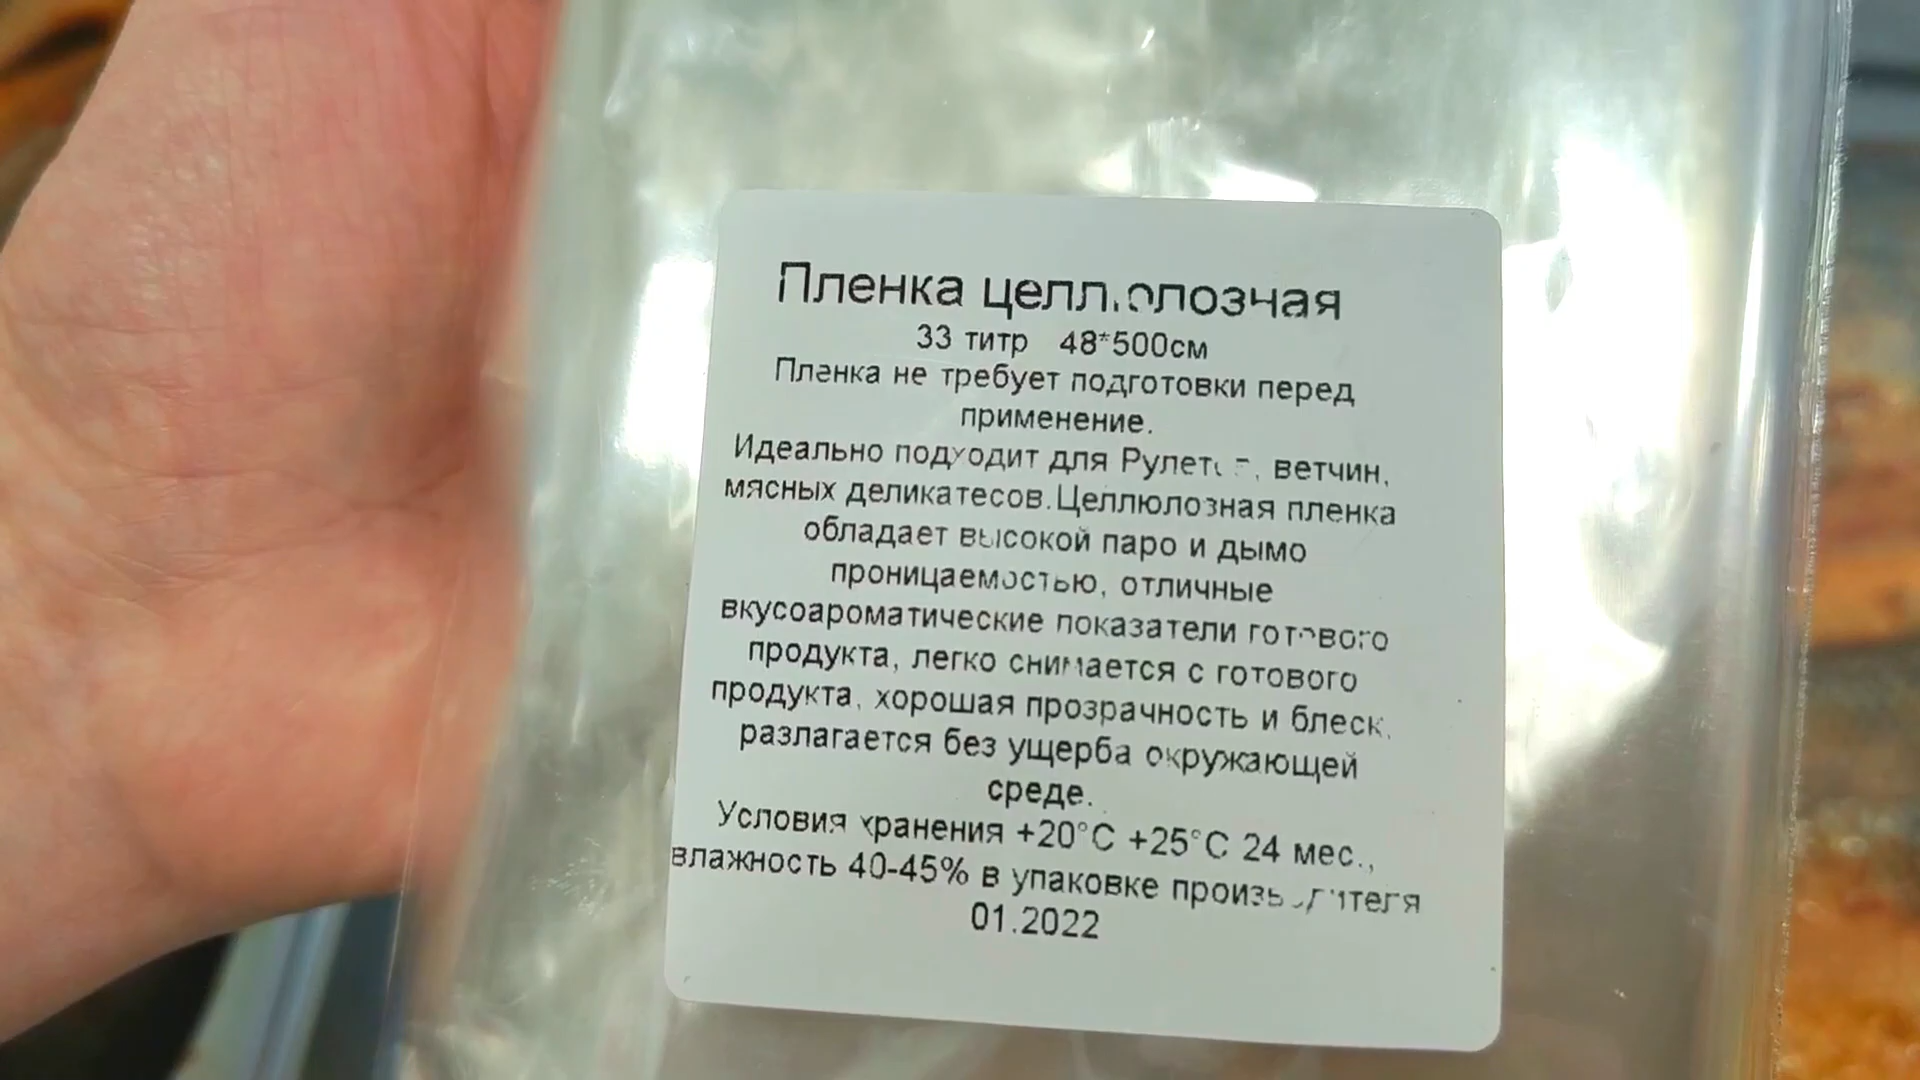 Пленка целлюлозная
33 титр 48*500см
Пленка не требует подготовки перед
применение.
Идеально подходит для Рулетов, ветчин,
мясных деликатесов.Целлюлозная пленка
обладает высокой паро и дымо
проницаемостью, отличные
вкусоароматические показатели готового
продукта, легко снимается с готового
продукта, хорошая прозрачность и блеск,
разлагается без ущерба окружающей
среде.
Условия хранения +20°С +25°С 24 мес.,
влажность 40-45% в упаковке производителя
01.2022